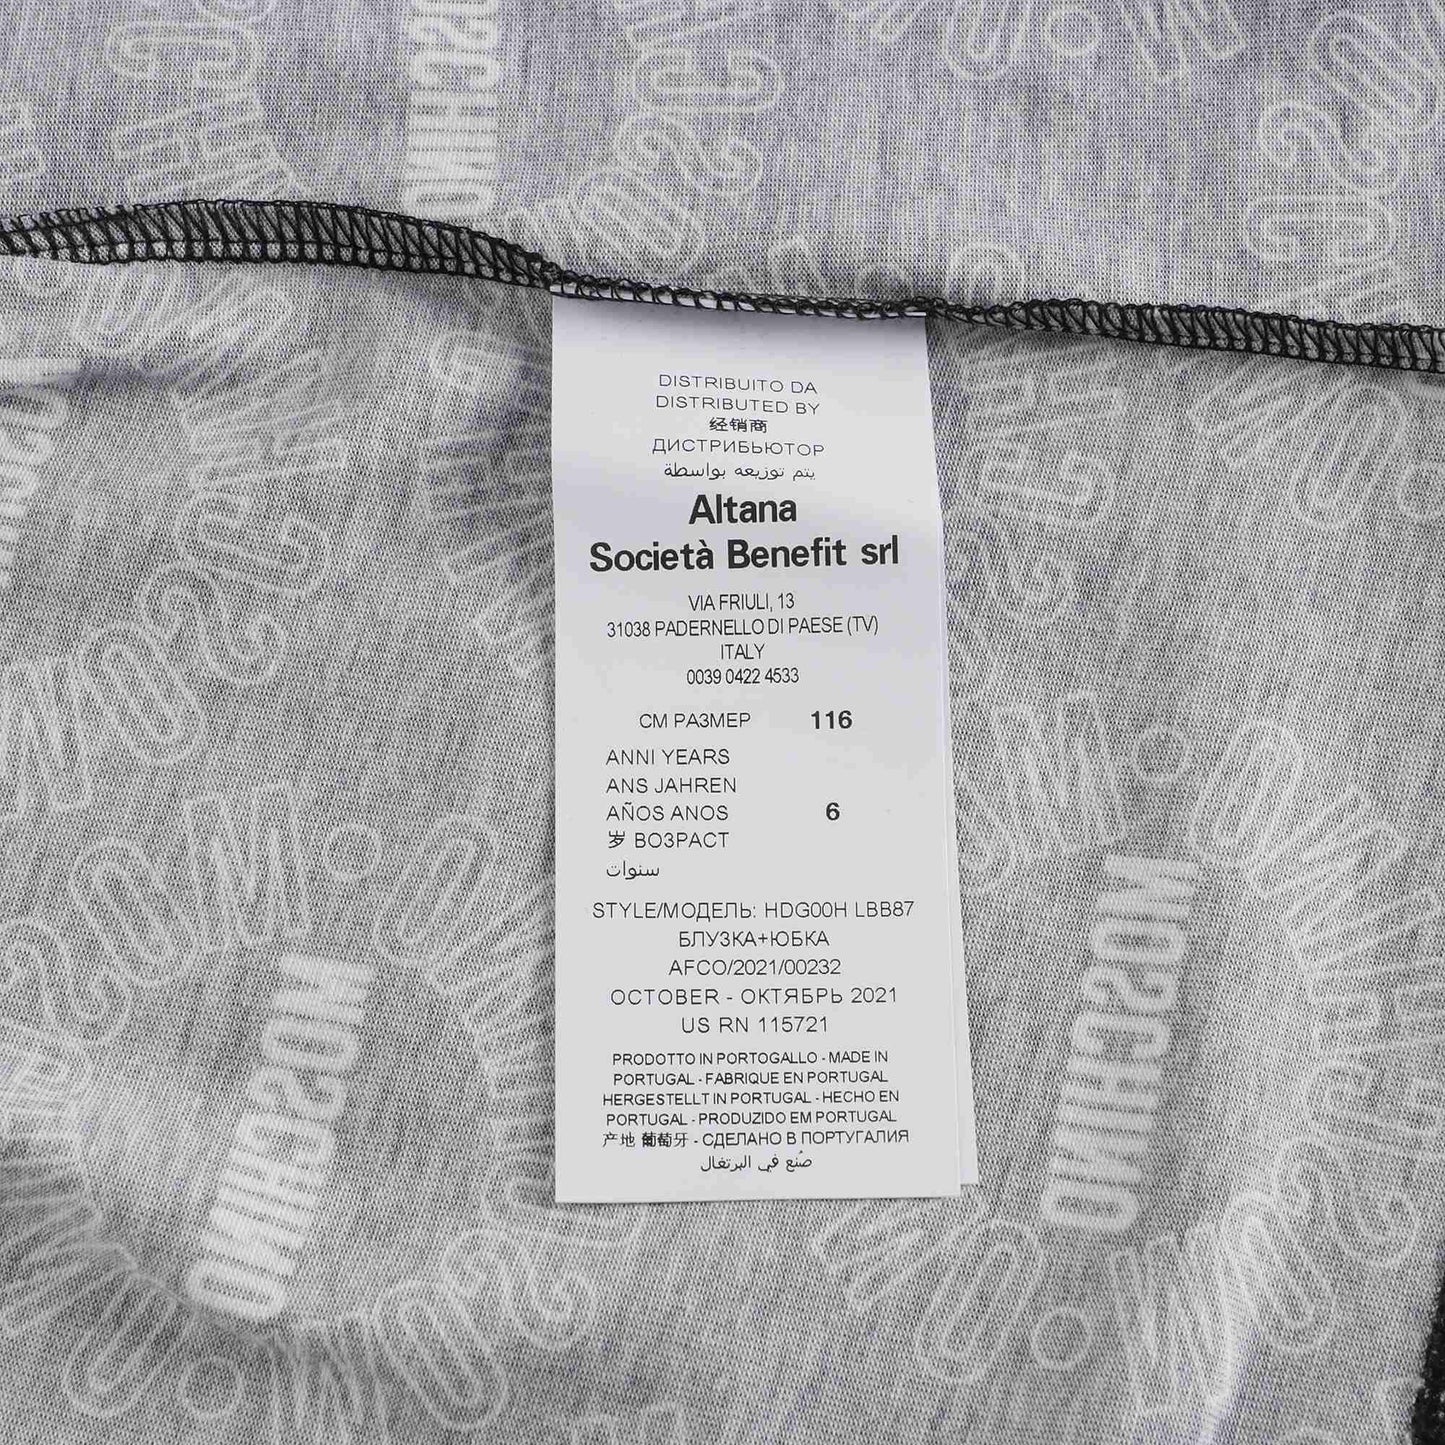 DISTRIBUITO DA
DISTRIBUTED BY
经销商
ДИСТРИБЬЮТОР
يتم توزيعه بواسطة
Altana
Società Benefit srl
VIA FRIULI, 13
31038 PADERNELLO DI PAESE (TV)
ITALY
0039 0422 4533
CM РАЗМЕР 116
ANNI YEARS
ANS JAHREN
AÑOS ANOS 6
岁 ВОЗРАСТ
سنوات
STYLE/МОДЕЛЬ: HDG00H LBB87
БЛУЗКА+ЮБКА
AFCO/2021/00232
OCTOBER - ОКТЯБРЬ 2021
US RN 115721
PRODOTTO IN PORTOGALLO - MADE IN
PORTUGAL - FABRIQUE EN PORTUGAL
HERGESTELLT IN PORTUGAL - HECHO EN
PORTUGAL - PRODUZIDO EM PORTUGAL
产地 葡萄牙 - СДЕЛАНО В ПОРТУГАЛИЯ
صُنع في البرتغال
MOSCHINO
MOSCHINO
MOSCHINO